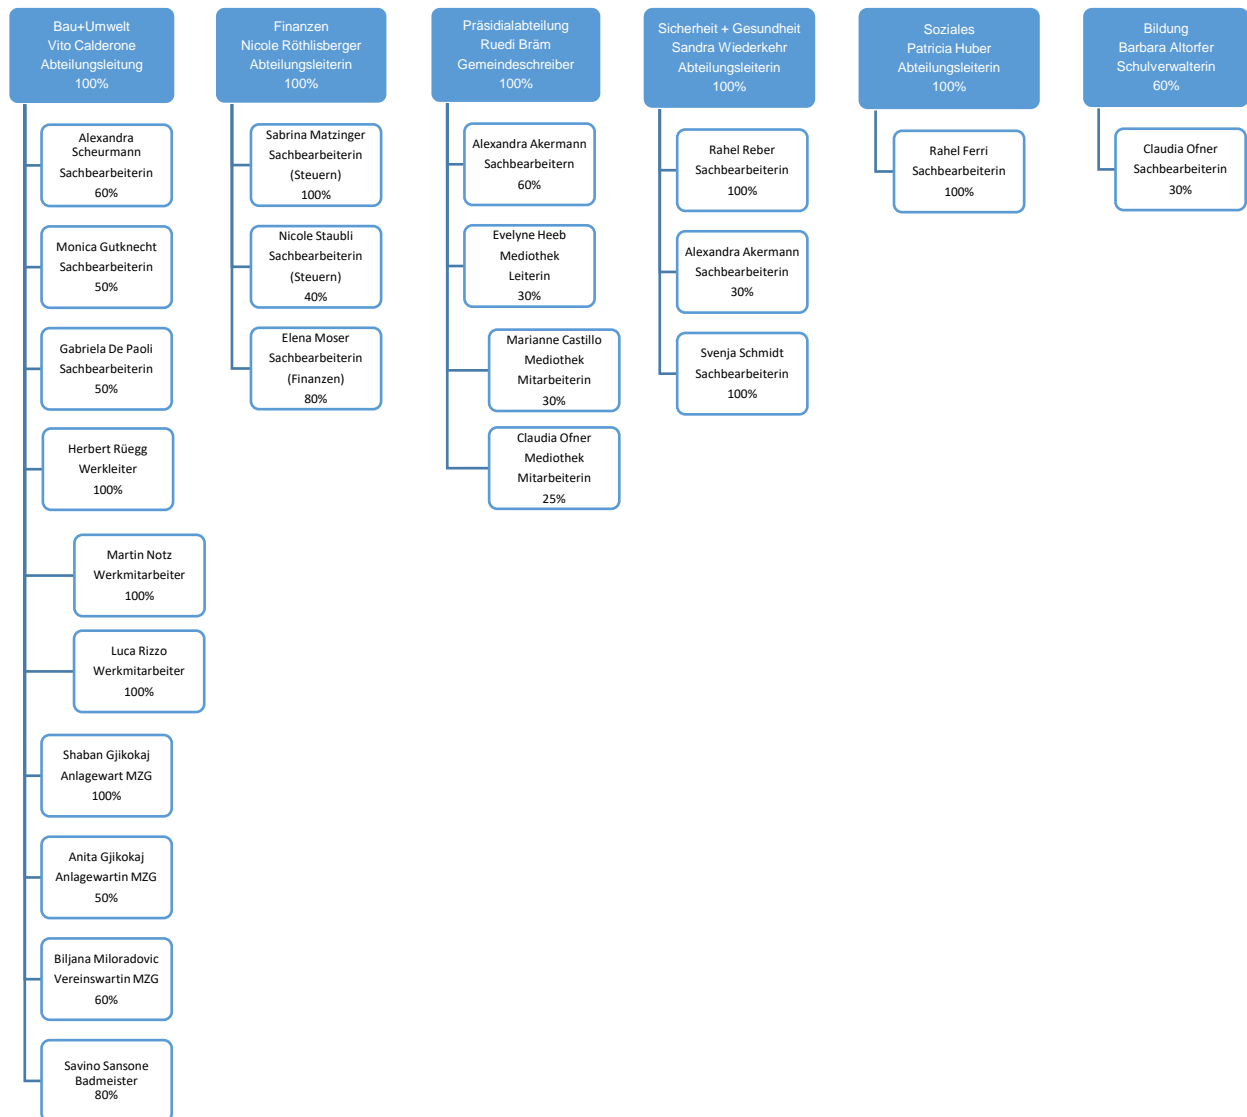 Bau+Umwelt
Vito Calderone
Abteilungsleitung
100%
Alexandra
Scheurmann
Sachbearbeiterin
60%
Monica Gutknecht
Sachbearbeiterin
50%
Gabriela De Paoli
Sachbearbeiterin
50%
Herbert Rüegg
Werkleiter
100%
Martin Notz
Werkmitarbeiter
100%
Luca Rizzo
Werkmitarbeiter
100%
Shaban Gjikokaj
Anlagewart MZG
100%
Anita Gjikokaj
Anlagewartin MZG
50%
Biljana Miloradovic
Vereinswartin MZG
60%
Savino Sansone
Badmeister
80%
Finanzen
Nicole Röthlisberger
Abteilungsleiterin
100%
Sabrina Matzinger
Sachbearbeiterin
(Steuern)
100%
Nicole Staubli
Sachbearbeiterin
(Steuern)
40%
Elena Moser
Sachbearbeiterin
(Finanzen)
80%
Präsidialabteilung
Ruedi Bräm
Gemeindeschreiber
100%
Alexandra Akermann
Sachbearbeitern
60%
Evelyne Heeb
Mediothek
Leiterin
30%
Marianne Castillo
Mediothek
Mitarbeiterin
30%
Claudia Ofner
Mediothek
Mitarbeiterin
25%
Sicherheit + Gesundheit
Sandra Wiederkehr
Abteilungsleiterin
100%
Rahel Reber
Sachbearbeiterin
100%
Alexandra Akermann
Sachbearbeiterin
30%
Svenja Schmidt
Sachbearbeiterin
100%
Soziales
Patricia Huber
Abteilungsleiterin
100%
Rahel Ferri
Sachbearbeiterin
100%
Bildung
Barbara Altorfer
Schulverwalterin
60%
Claudia Ofner
Sachbearbeiterin
30%